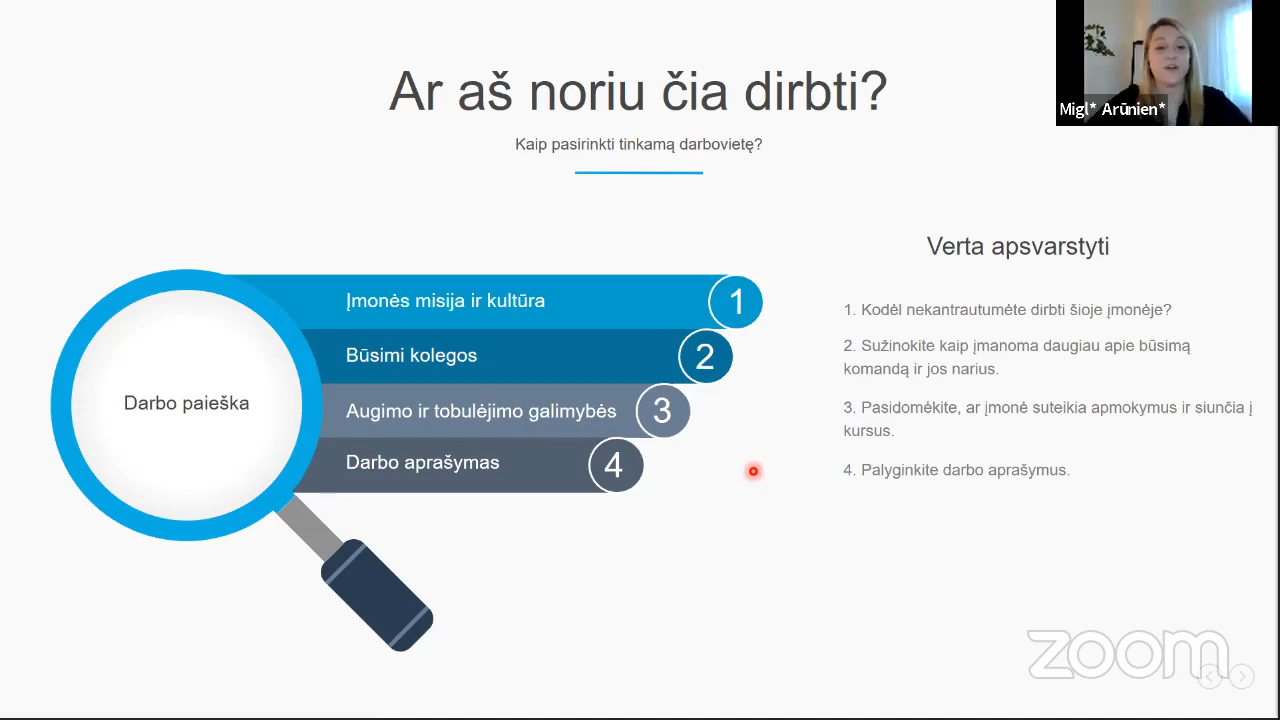 Ar aš noriu čia dirbti?
Kaip pasirinkti tinkamą darbovietę?
Migl* Arūnien*
Darbo paieška
Įmonės misija ir kultūra
1
Būsimi kolegos
2
Augimo ir tobulėjimo galimybės
3
Darbo aprašymas
4
Verta apsvarstyti
1. Kodėl nekantrautumėte dirbti šioje įmonėje?
2. Sužinokite kaip įmanoma daugiau apie būsimą
komandą ir jos narius.
3. Pasidomėkite, ar įmonė suteikia apmokymus ir siunčia į
kursus.
4. Palyginkite darbo aprašymus.
zoom